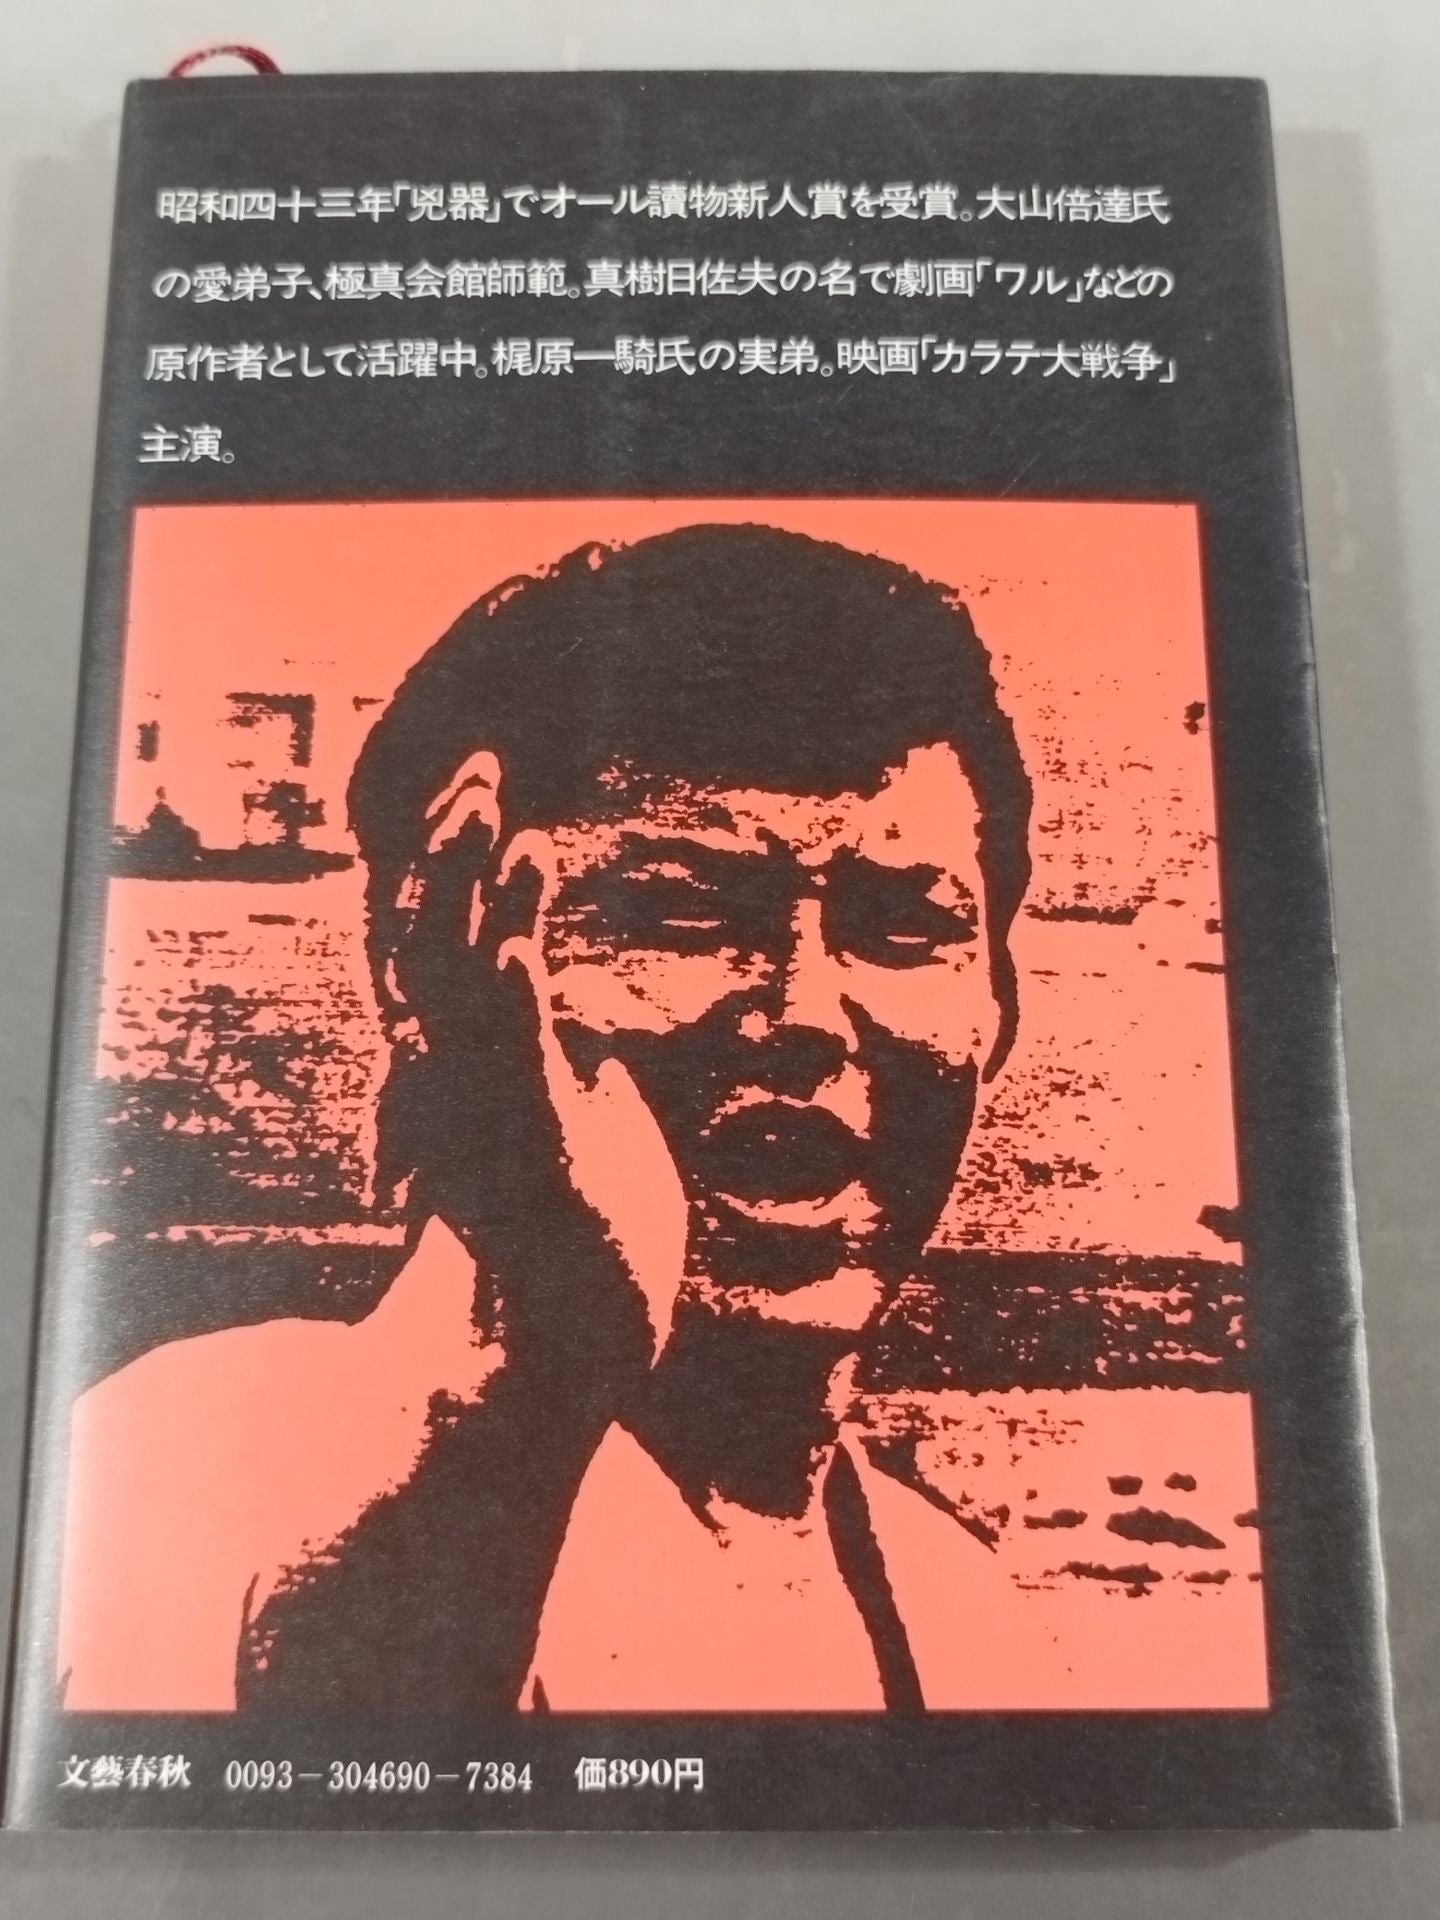 昭和四十三年「兇器」でオール讀物新人賞を受賞。大山倍達氏
の愛弟子、極真会館師範。真樹日佐夫の名で劇画「ワル」などの
原作者として活躍中。梶原一騎氏の実弟。映画「カラテ大戦争」
主演。
文藝春秋 0093-304690-7384 価890円